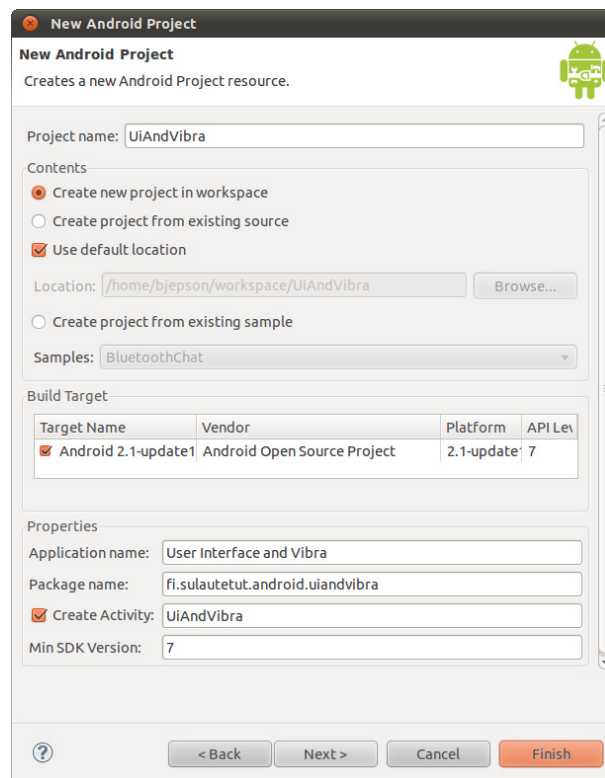 New Android Project
New Android Project
Creates a new Android Project resource.
Project name: UiAndVibra
Contents
Create new project in workspace
Create project from existing source
Use default location
Location: /home/bjepson/workspace/UiAndVibra Browse...
Create project from existing sample
Samples: BluetoothChat
Build Target
Target Name Vendor Platform API Lev
Android 2.1-update1 Android Open Source Project 2.1-update1 7
Properties
Application name: User Interface and Vibra
Package name: fi.sulautetut.android.uiandvibra
Create Activity: UiAndVibra
Min SDK Version: 7
? < Back Next > Cancel Finish